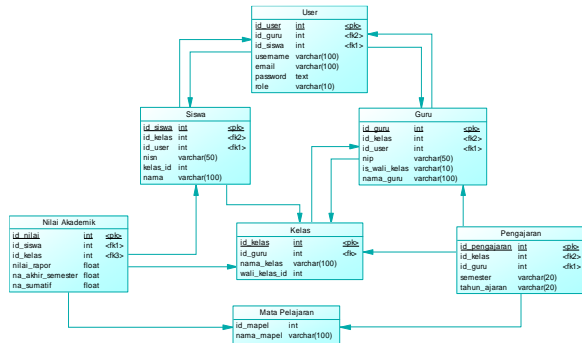 User
id_user int <pk>
id_guru int <fk2>
id_siswa int <fk1>
username varchar(100)
email varchar(100)
password text
role varchar(10)
Siswa
id_siswa int <pk>
id_kelas int <fk2>
id_user int <fk1>
nisn varchar(50)
kelas_id int
nama varchar(100)
Guru
id_guru int <pk>
id_kelas int <fk2>
id_user int <fk1>
nip varchar(50)
is_wali_kelas varchar(10)
nama_guru varchar(100)
Nilai Akademik
id_nilai int <pk>
id_siswa int <fk1>
id_kelas int <fk3>
nilai_rapor float
na_akhir_semester float
na_sumatif float
Kelas
id_kelas int <pk>
id_guru int <fk>
nama_kelas varchar(100)
wali_kelas_id int
Pengajaran
id_pengajaran int <pk>
id_kelas int <fk2>
id_guru int <fk1>
semester varchar(20)
tahun_ajaran varchar(20)
Mata Pelajaran
id_mapel int
nama_mapel varchar(100)